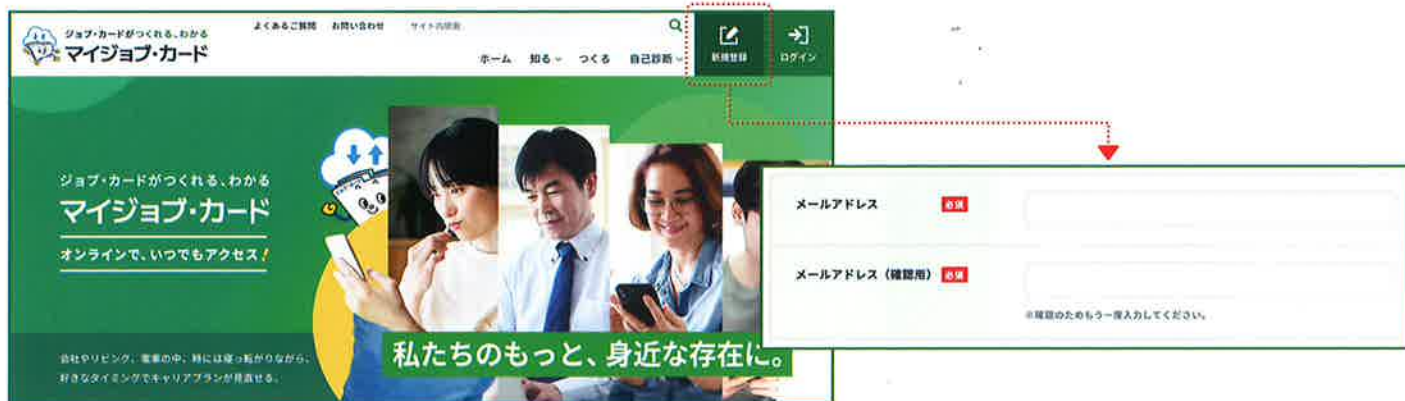 ジョブ・カードがつくれる、わかる
マイジョブ・カード
よくあるご質問 お問い合わせ サイト内検索
ホーム 知る つくる 自己診断
新規登録
ログイン
ジョブ・カードがつくれる、わかる
マイジョブ・カード
オンラインで、いつでもアクセス!
会社やリビング、電車の中、時には寝っ転がりながら、
好きなタイミングでキャリアプランが見直せる。
私たちのもっと、身近な存在に。
メールアドレス 必須
メールアドレス(確認用) 必須
※確認のためもう一度入力してください。